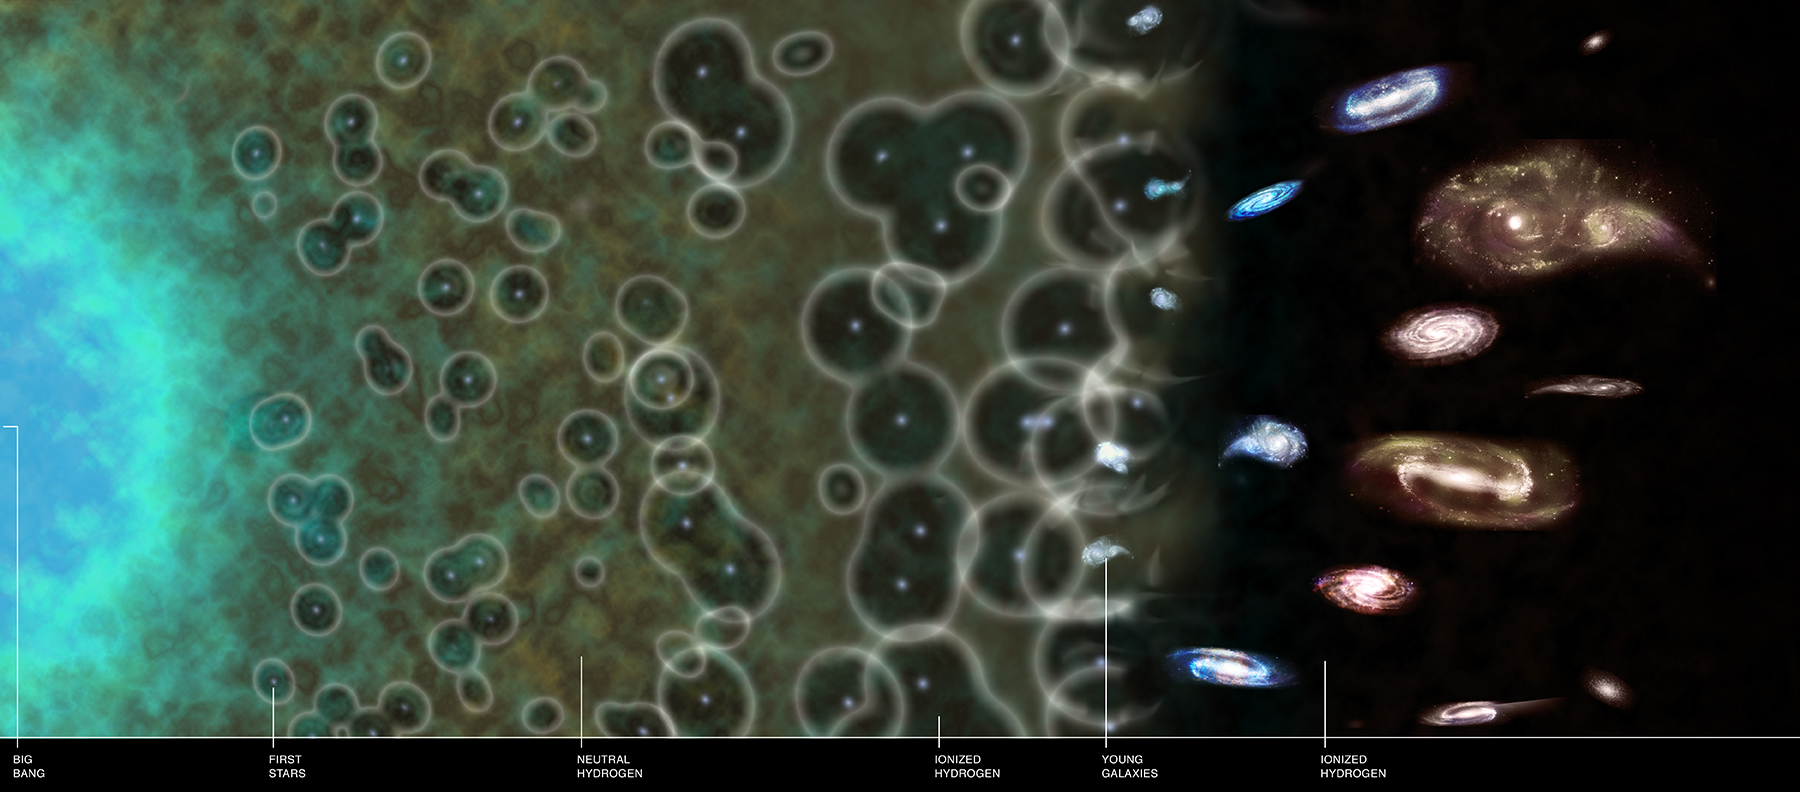 BIG
BANG
FIRST
STARS
NEUTRAL
HYDROGEN
IONIZED
HYDROGEN
YOUNG
GALAXIES
IONIZED
HYDROGEN